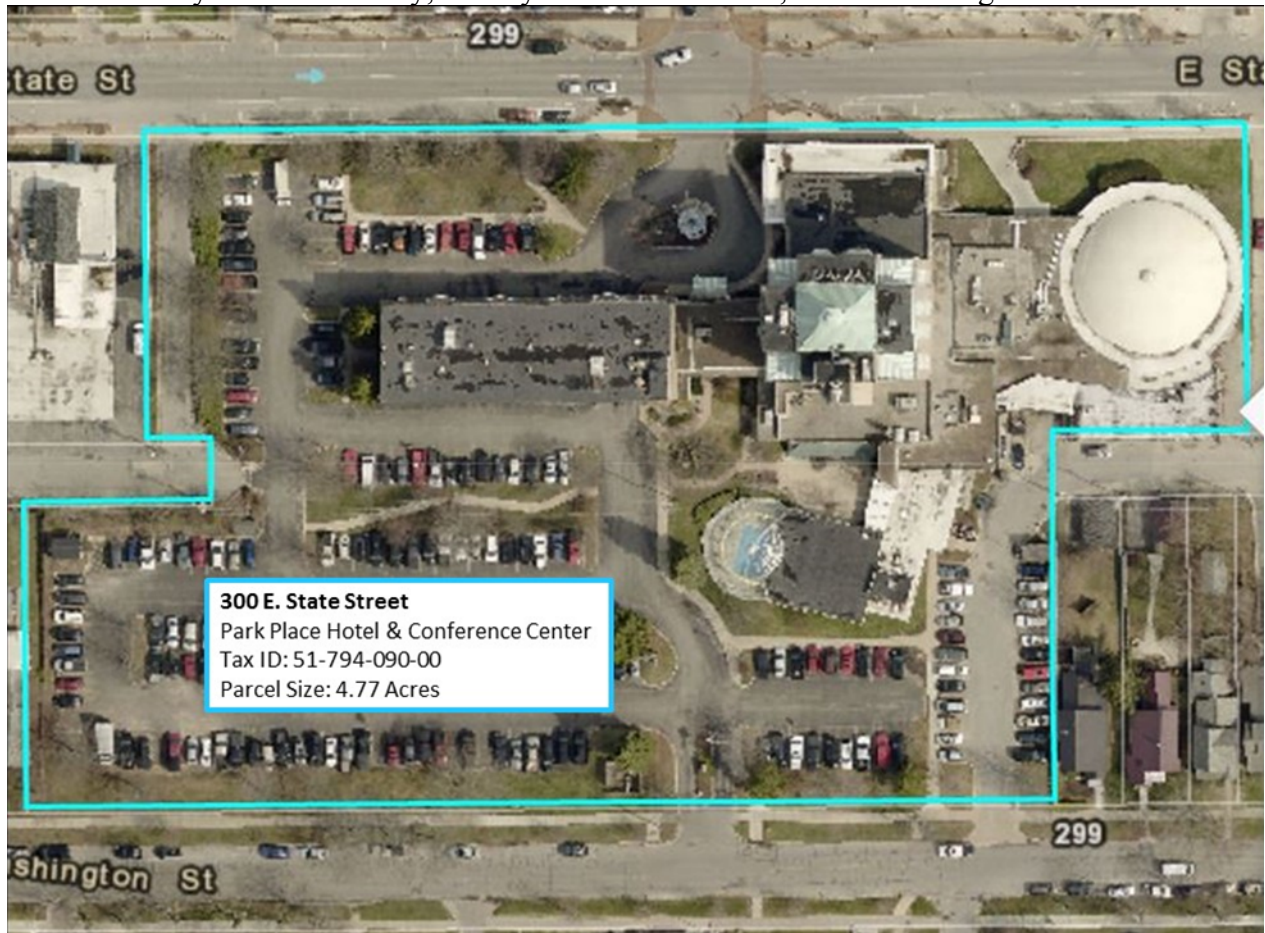 299
State St
E Sta
300 E. State Street
Park Place Hotel & Conference Center
Tax ID: 51-794-090-00
Parcel Size: 4.77 Acres
299
shington St